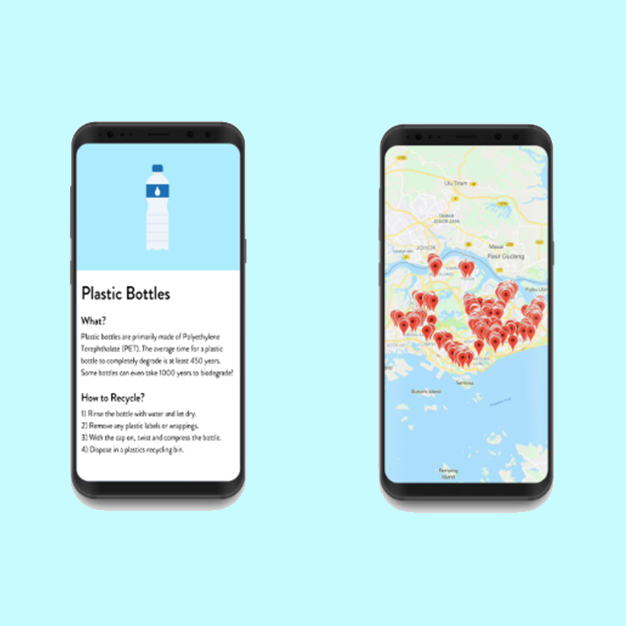 Plastic Bottles
What?
Plastic bottles are primarily made of Polyethylene
Terephthalate (PET). The average time for a plastic
bottle to completely degrade is at least 450 years.
Some bottles can even take 1000 years to biodegrade!
How to Recycle?
1) Rinse the bottle with water and let dry.
2) Remove any plastic labels or wrappings.
3) With the cap on, twist and compress the bottle.
4) Dispose in a plastics recycling bin.
Ulu Tiram
JOHOR
Masai
Pasir Gudang
Sentosa
Island